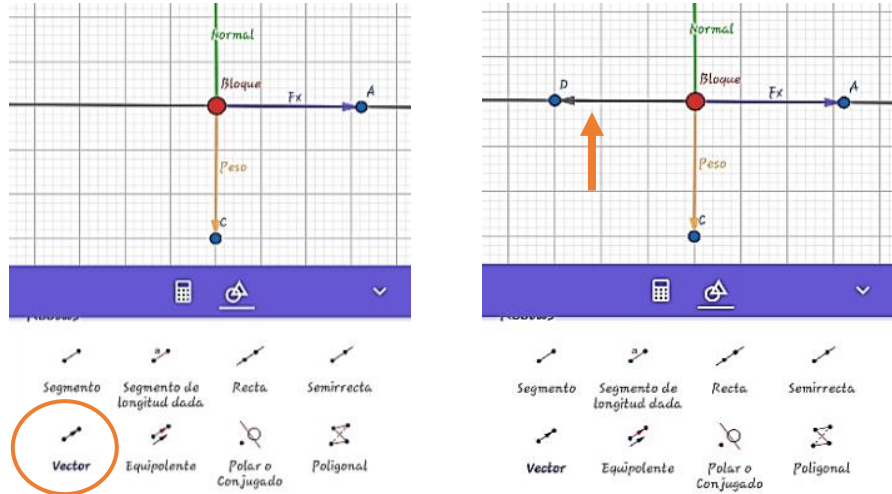 Normal
Bloque
Fx
A
Peso
C
Segmento
Segmento de
longitud dada
Recta
Semirrecta
Vector
Equipolente
Polar o
Conjugado
Poligonal
Normal
D
Bloque
Fx
A
Peso
C
Segmento
Segmento de
longitud dada
Recta
Semirrecta
Vector
Equipolente
Polar o
Conjugado
Poligonal